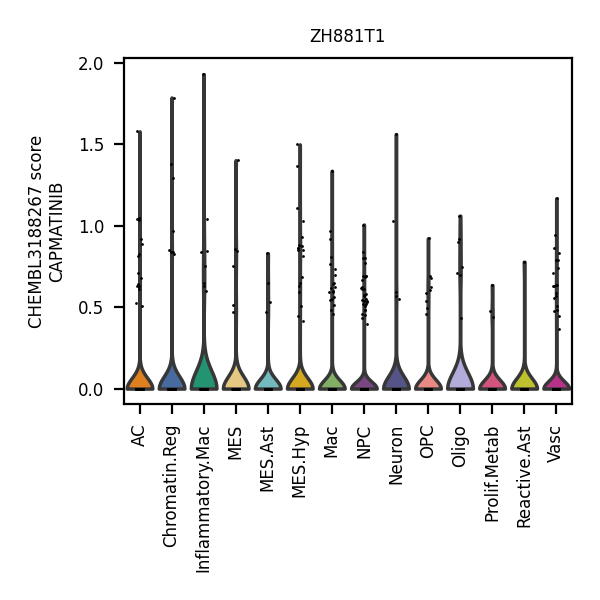 ZH881T1
CHEMBL3188267 score
CAPMATINIB
2.0
1.5
1.0
0.5
0.0
AC
Chromatin.Reg
Inflammatory.Mac
MES
MES.Ast
MES.Hyp
Mac
NPC
Neuron
OPC
Oligo
Prolif.Metab
Reactive.Ast
Vasc